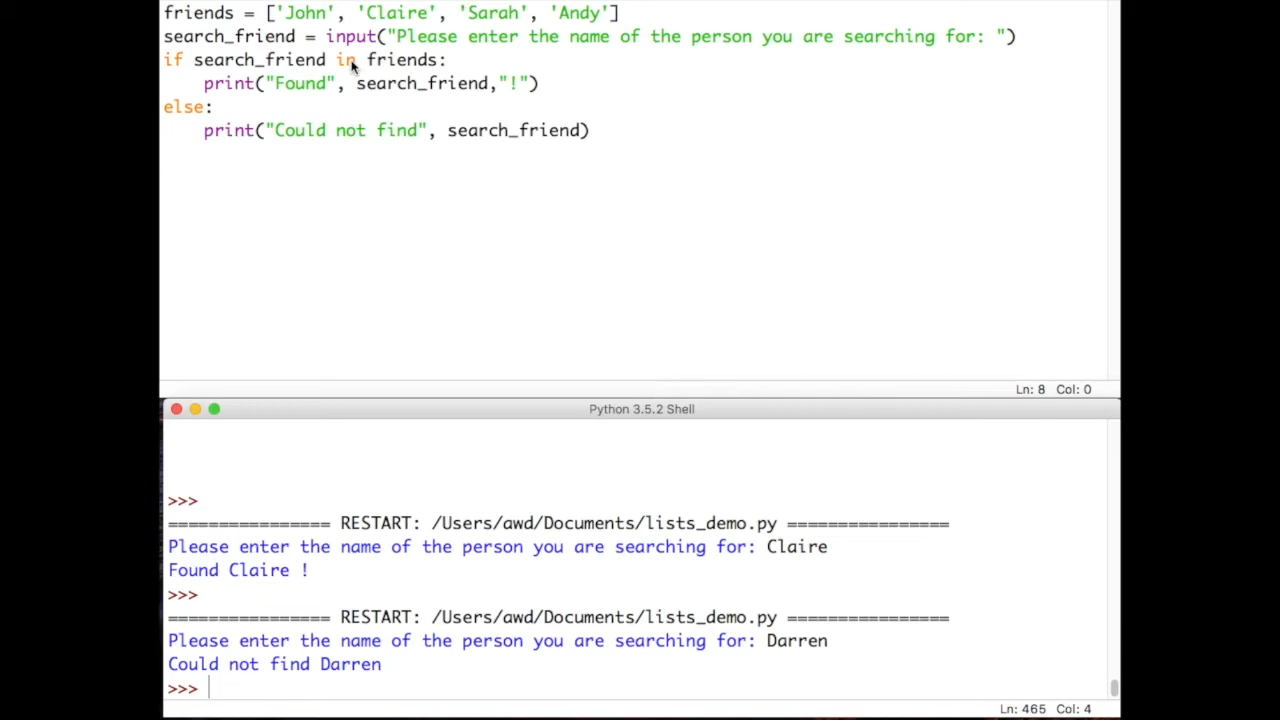 friends = ['John', 'Claire', 'Sarah', 'Andy']
search_friend = input("Please enter the name of the person you are searching for: ")
if search_friend in friends:
    print("Found", search_friend,"!")
else:
    print("Could not find", search_friend)
Ln: 8 Col: 0
Python 3.5.2 Shell
>>>
================ RESTART: /Users/awd/Documents/lists_demo.py ================
Please enter the name of the person you are searching for: Claire
Found Claire !
>>>
================ RESTART: /Users/awd/Documents/lists_demo.py ================
Please enter the name of the person you are searching for: Darren
Could not find Darren
>>>
Ln: 465 Col: 4